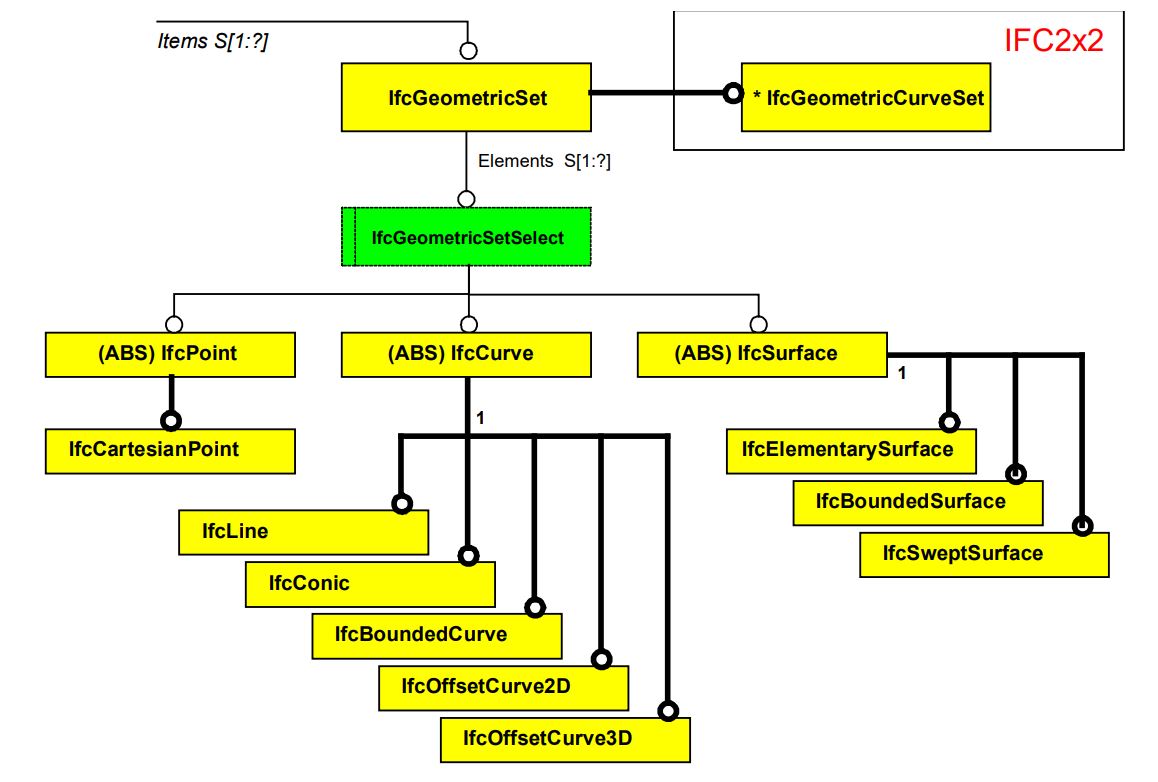 Items S[1:?]
IFC2x2
IfcGeometricSet
* IfcGeometricCurveSet
Elements S[1:?]
IfcGeometricSetSelect
(ABS) IfcPoint
(ABS) IfcCurve
(ABS) IfcSurface
1
1
IfcCartesianPoint
IfcElementarySurface
IfcBoundedSurface
IfcLine
IfcSweptSurface
IfcConic
IfcBoundedCurve
IfcOffsetCurve2D
IfcOffsetCurve3D